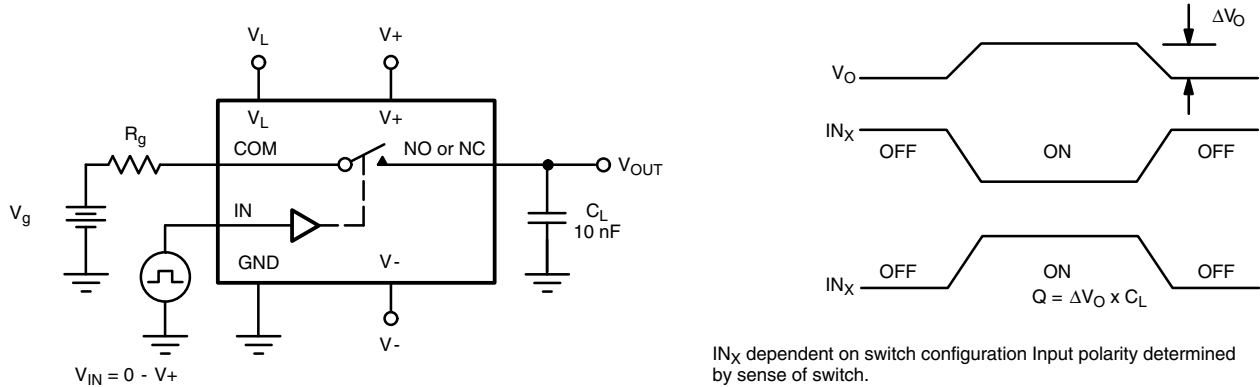 V_L
V+
V_L
V+
R_g
COM
NO or NC
V_OUT
V_g
IN
C_L
10 nF
GND
V-
V-
V_IN = 0 - V+
ΔV_O
V_O
IN_X
OFF
ON
OFF
OFF
ON
OFF
IN_X
Q = ΔV_O x C_L
IN_X dependent on switch configuration Input polarity determined
by sense of switch.